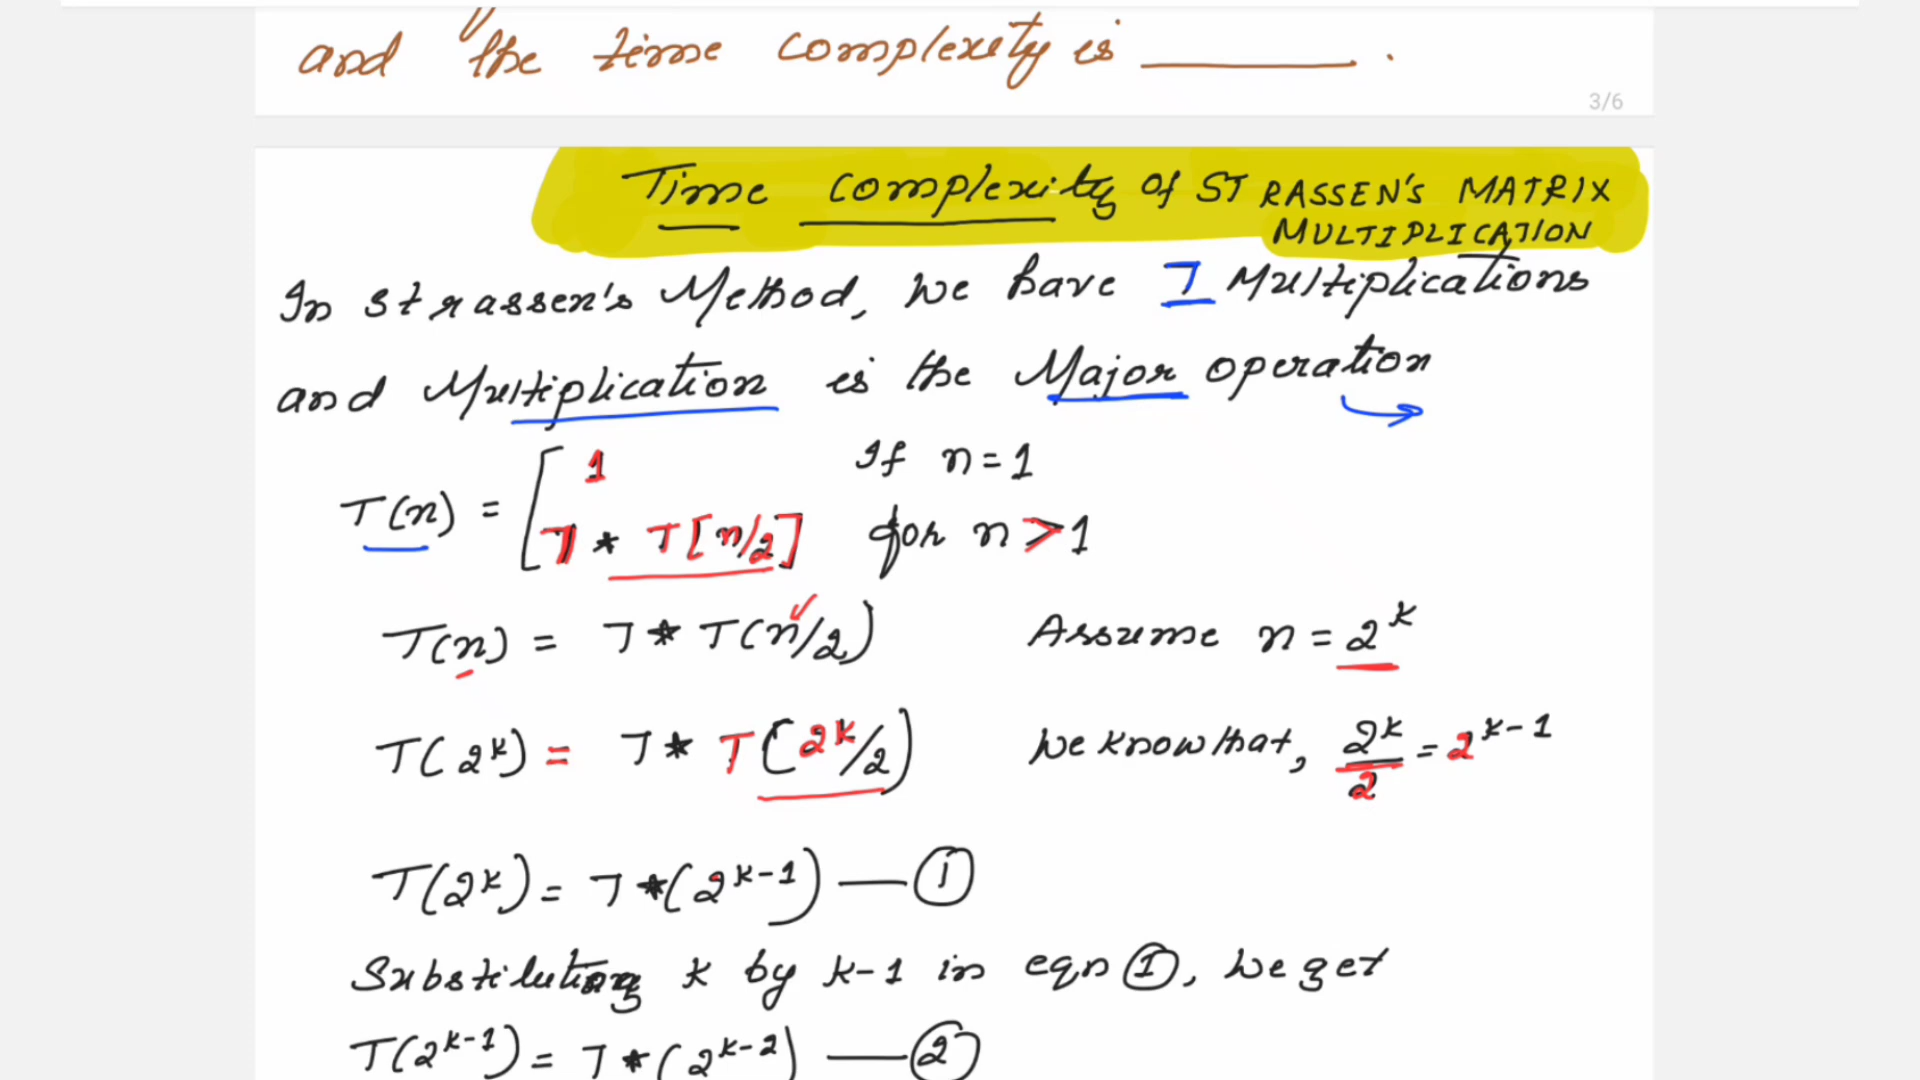 and the time complexity is ________ .
3/6
Time complexity of STRASSEN'S MATRIX
MULTIPLICATION
In strassen's Method, we have 7 Multiplications
and Multiplication is the Major operation
T(n) = [ 1 If n=1
7 * T[n/2] for n >1
T(n) = 7 * T(n/2) Assume n = 2^k
T(2^k) = 7 * T(2^k/2) we know that, 2^k/2 = 2^k-1
T(2^k) = 7 *(2^k-1) — 1
Substituting k by k-1 in eqn 1, we get
T(2^k-1) = 7 * (2^k-2) — 2